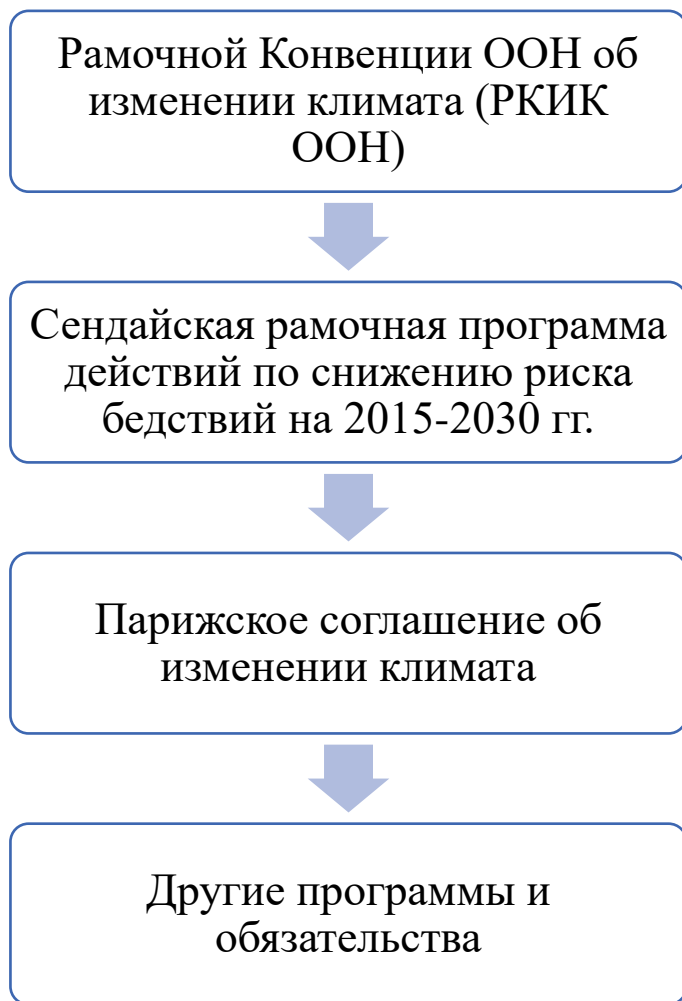 Рамочной Конвенции ООН об
изменении климата (РКИК
ООН)
Сендайская рамочная программа
действий по снижению риска
бедствий на 2015-2030 гг.
Парижское соглашение об
изменении климата
Другие программы и
обязательства